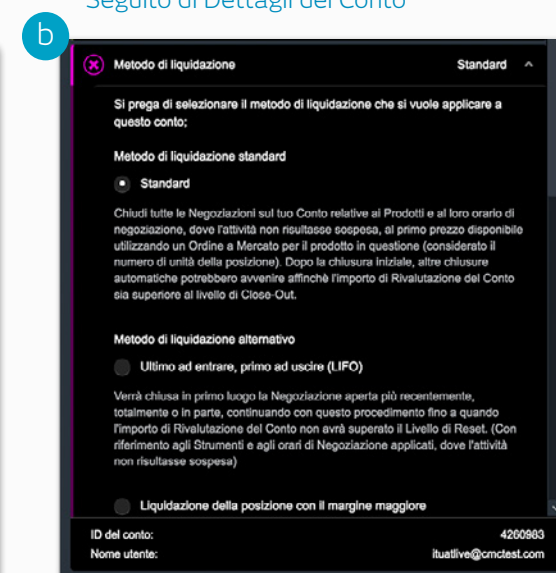 Seguito di Dettagli del Conto
b
Metodo di liquidazione Standard
Si prega di selezionare il metodo di liquidazione che si vuole applicare a
questo conto;
Metodo di liquidazione standard
Standard
Chiudi tutte le Negoziazioni sul tuo Conto relative ai Prodotti e al loro orario di
negoziazione, dove l'attività non risultasse sospesa, al primo prezzo disponibile
utilizzando un Ordine a Mercato per il prodotto in questione (considerato il
numero di unità della posizione). Dopo la chiusura iniziale, altre chiusure
automatiche potrebbero avvenire affinchè l'importo di Rivalutazione del Conto
sia superiore al livello di Close-Out.
Metodo di liquidazione alternativo
Ultimo ad entrare, primo ad uscire (LIFO)
Verrà chiusa in primo luogo la Negoziazione aperta più recentemente,
totalmente o in parte, continuando con questo procedimento fino a quando
l'importo di Rivalutazione del Conto non avrà superato il Livello di Reset. (Con
riferimento agli Strumenti e agli orari di Negoziazione applicati, dove l'attività
non risultasse sospesa)
Liquidazione della posizione con il margine maggiore
ID del conto: 4260983
Nome utente: ituatlive@cmctest.com